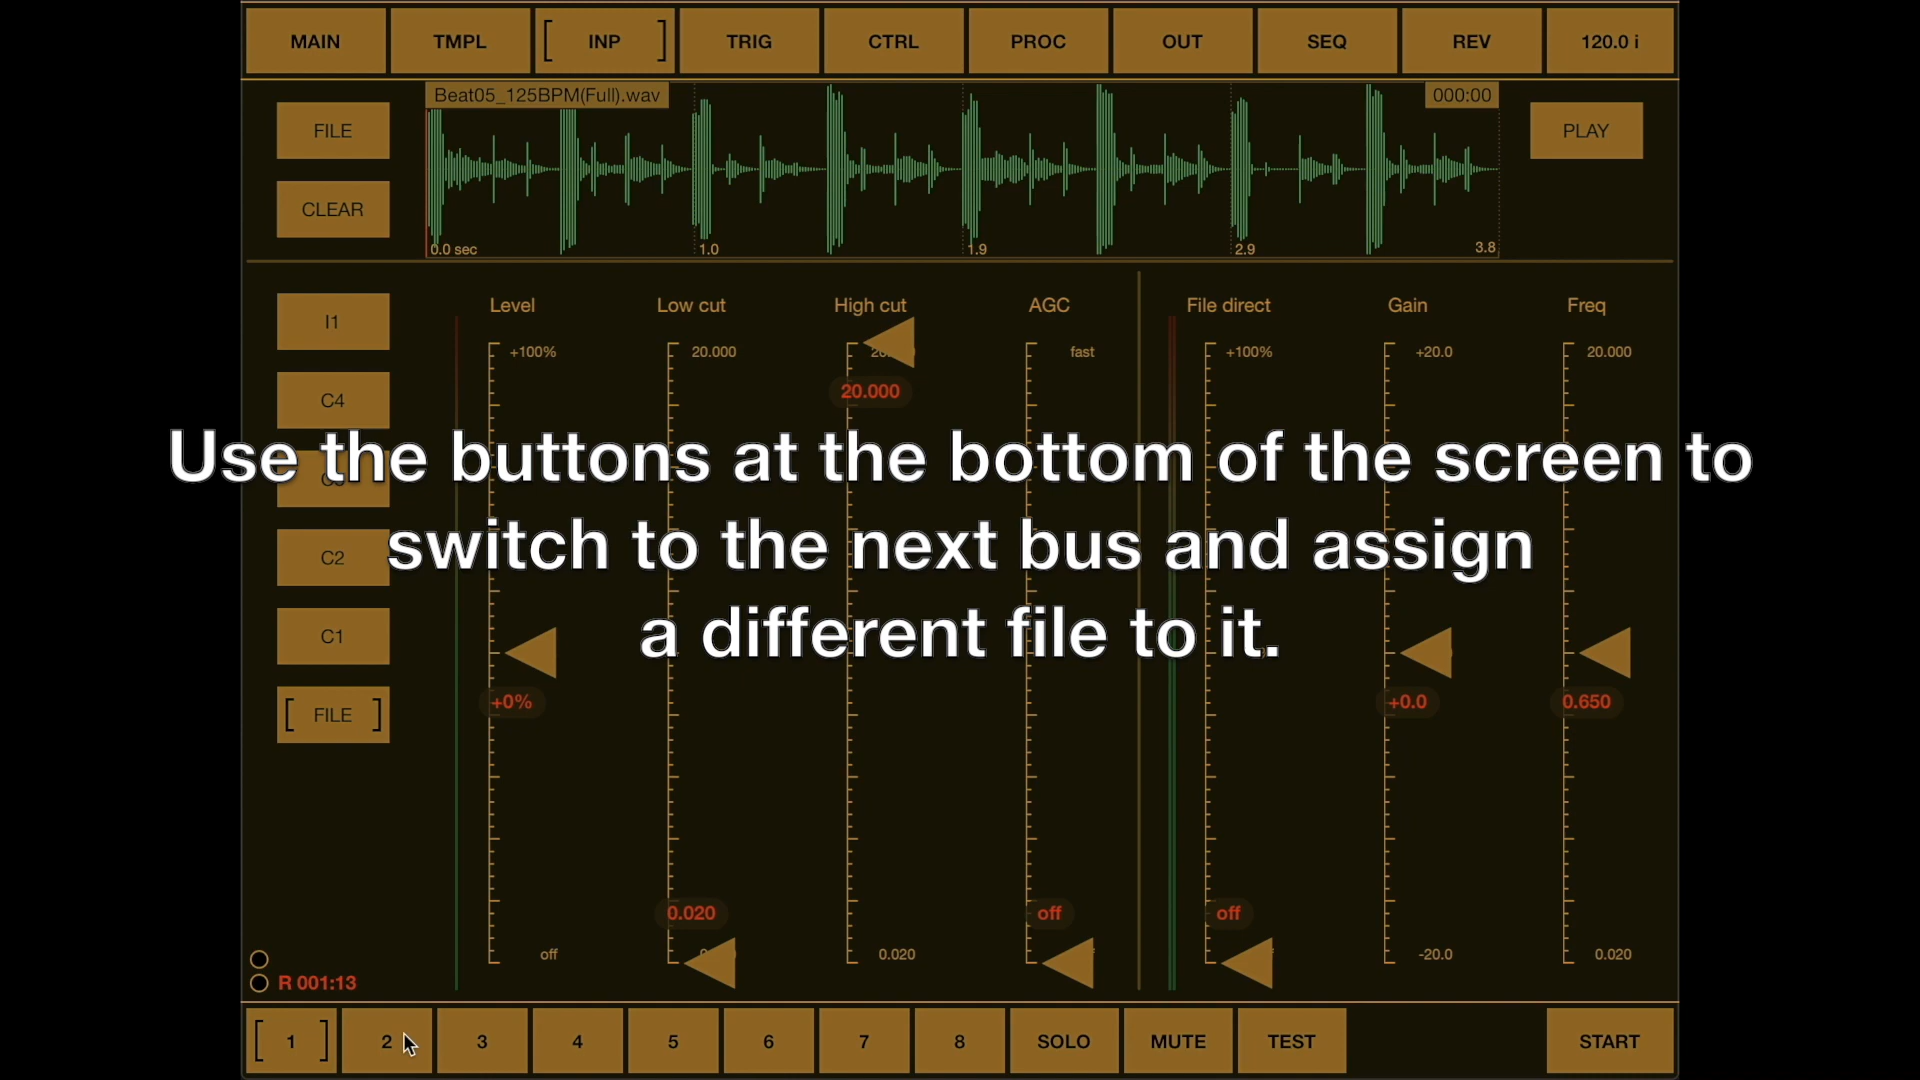 MAIN TMPL [ INP ] TRIG CTRL PROC OUT SEQ REV 120.0 i
FILE
CLEAR
Beat05_125BPM(Full).wav
000:00
PLAY
0.0 sec 1.0 1.9 2.9 3.8
Level Low cut High cut AGC File direct Gain Freq
+100% 20.000 fast +100% +20.0 20.000
20.000
I1
C4
Use the buttons at the bottom of the screen to
switch to the next bus and assign
a different file to it.
C2
C1
[ FILE ]
+0% +0.0 0.650
0.020 off off
off 0.020 -20.0 0.020
R 001:13
[ 1 ] 2 3 4 5 6 7 8 SOLO MUTE TEST START